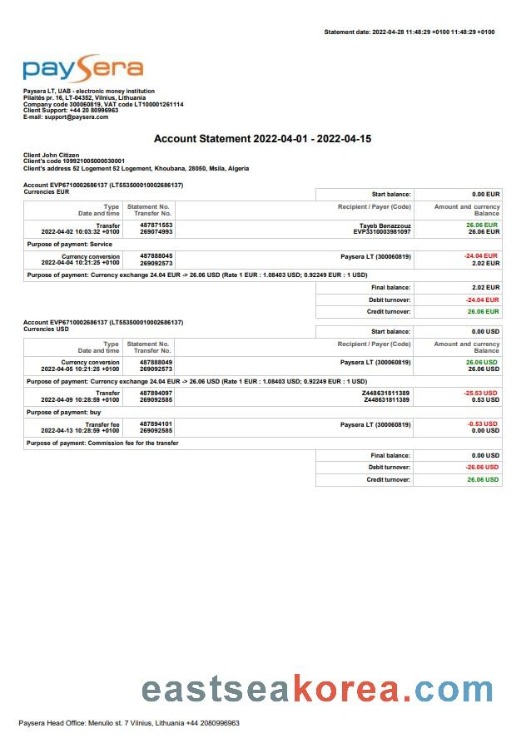 Statement date: 2022-04-28 11:48:29 +0100 11:48:29 +0100
paysera
Paysera LT, UAB - electronic money institution
Pilaitės pr. 16, LT-04352, Vilnius, Lithuania
Company code 300060819, VAT code LT100001261114
Client Support: +44 20 80996963
E-mail: support@paysera.com
Account Statement 2022-04-01 - 2022-04-15
Client John Citizen
Client's code 109921005000030001
Client's address 52 Logement 52 Logement, Khoubana, 28050, Msila, Algeria
Account EVP6710002686137 (LT553500010002686137)
Currencies EUR
Start balance: 0.00 EUR
Type Statement No. Recipient / Payer (Code) Amount and currency
Date and time Transfer No. Balance
Transfer 487871553 Tayeb Benazzouz 26.06 EUR
2022-04-02 10:03:32 +0100 269074993 EVP3310003981097 26.06 EUR
Purpose of payment: Service
Currency conversion 487888048 Paysera LT (300060819) -24.04 EUR
2022-04-04 10:21:25 +0100 269092573 2.02 EUR
Purpose of payment: Currency exchange 24.04 EUR -> 26.06 USD (Rate 1 EUR : 1.08403 USD; 0.92249 EUR : 1 USD)
Final balance: 2.02 EUR
Debit turnover: -24.04 EUR
Credit turnover: 26.06 EUR
Account EVP6710002686137 (LT553500010002686137)
Currencies USD
Start balance: 0.00 USD
Type Statement No. Recipient / Payer (Code) Amount and currency
Date and time Transfer No. Balance
Currency conversion 487888049 Paysera LT (300060819) 26.06 USD
2022-04-05 10:21:25 +0100 269092573 26.06 USD
Purpose of payment: Currency exchange 24.04 EUR -> 26.06 USD (Rate 1 EUR : 1.08403 USD; 0.92249 EUR : 1 USD)
Transfer 487894097 Z448631811389 -25.53 USD
2022-04-09 10:28:59 +0100 269092585 Z448631811389 0.53 USD
Purpose of payment: buy
Transfer fee 487894101 Paysera LT (300060819) -0.53 USD
2022-04-13 10:28:59 +0100 269092585 0.00 USD
Purpose of payment: Commission fee for the transfer
Final balance: 0.00 USD
Debit turnover: -26.06 USD
Credit turnover: 26.06 USD
eastseakorea.com
Paysera Head Office: Menulio st. 7 Vilnius, Lithuania +44 2080996963